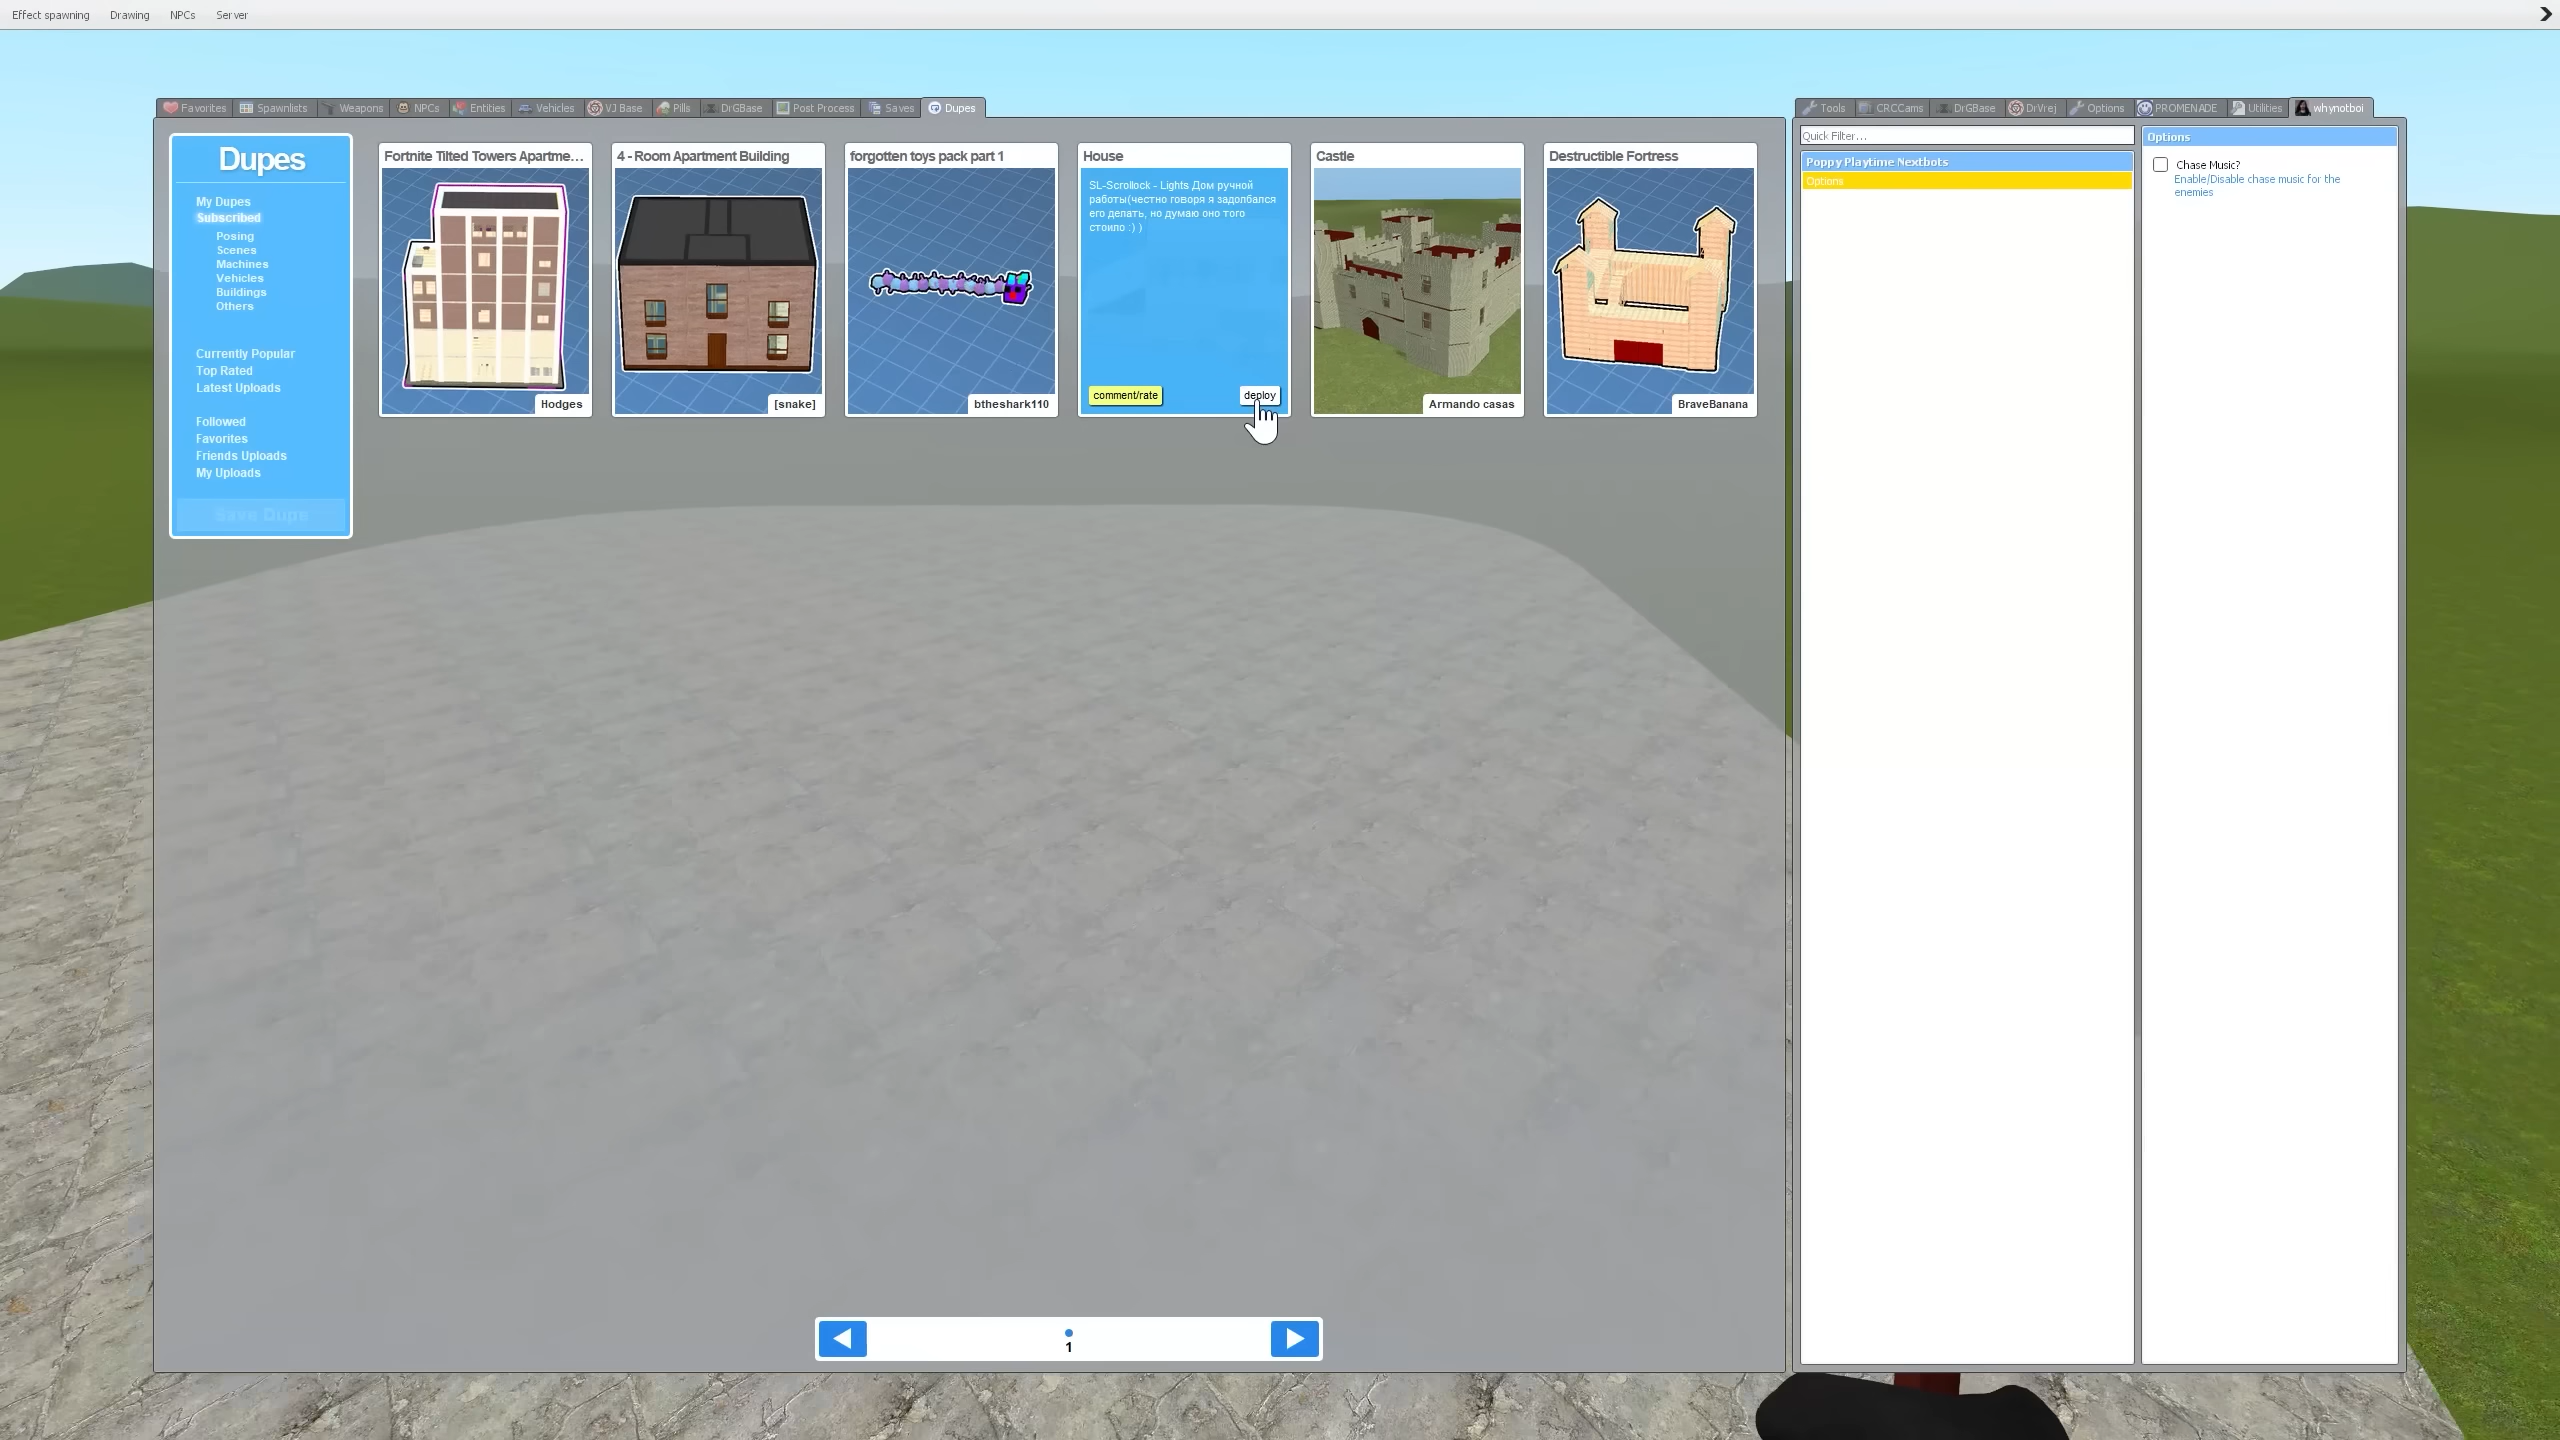 Effect spawning Drawing NPCs Server
Favorites Spawnlists Weapons NPCs Entities Vehicles VJ Base Pills DrGBase Post Process Saves Dupes
Dupes
My Dupes
Subscribed
Posing
Scenes
Machines
Vehicles
Buildings
Others
Currently Popular
Top Rated
Latest Uploads
Followed
Favorites
Friends Uploads
My Uploads
Save Dupe
Fortnite Tilted Towers Apartme...
Hodges
4 - Room Apartment Building
[snake]
forgotten toys pack part 1
btheshark110
House
SL-Scrollock - Lights Дом ручной
работы(честно говоря я задолбался
его делать, но думаю оно того
стоило :) )
comment/rate
deploy
Castle
Armando casas
Destructible Fortress
BraveBanana
1
Tools CRCCams DrGBase DrVrej Options PROMENADE Utilities whynotboi
Quick Filter...
Poppy Playtime Nextbots
Options
Options
Chase Music?
Enable/Disable chase music for the
enemies